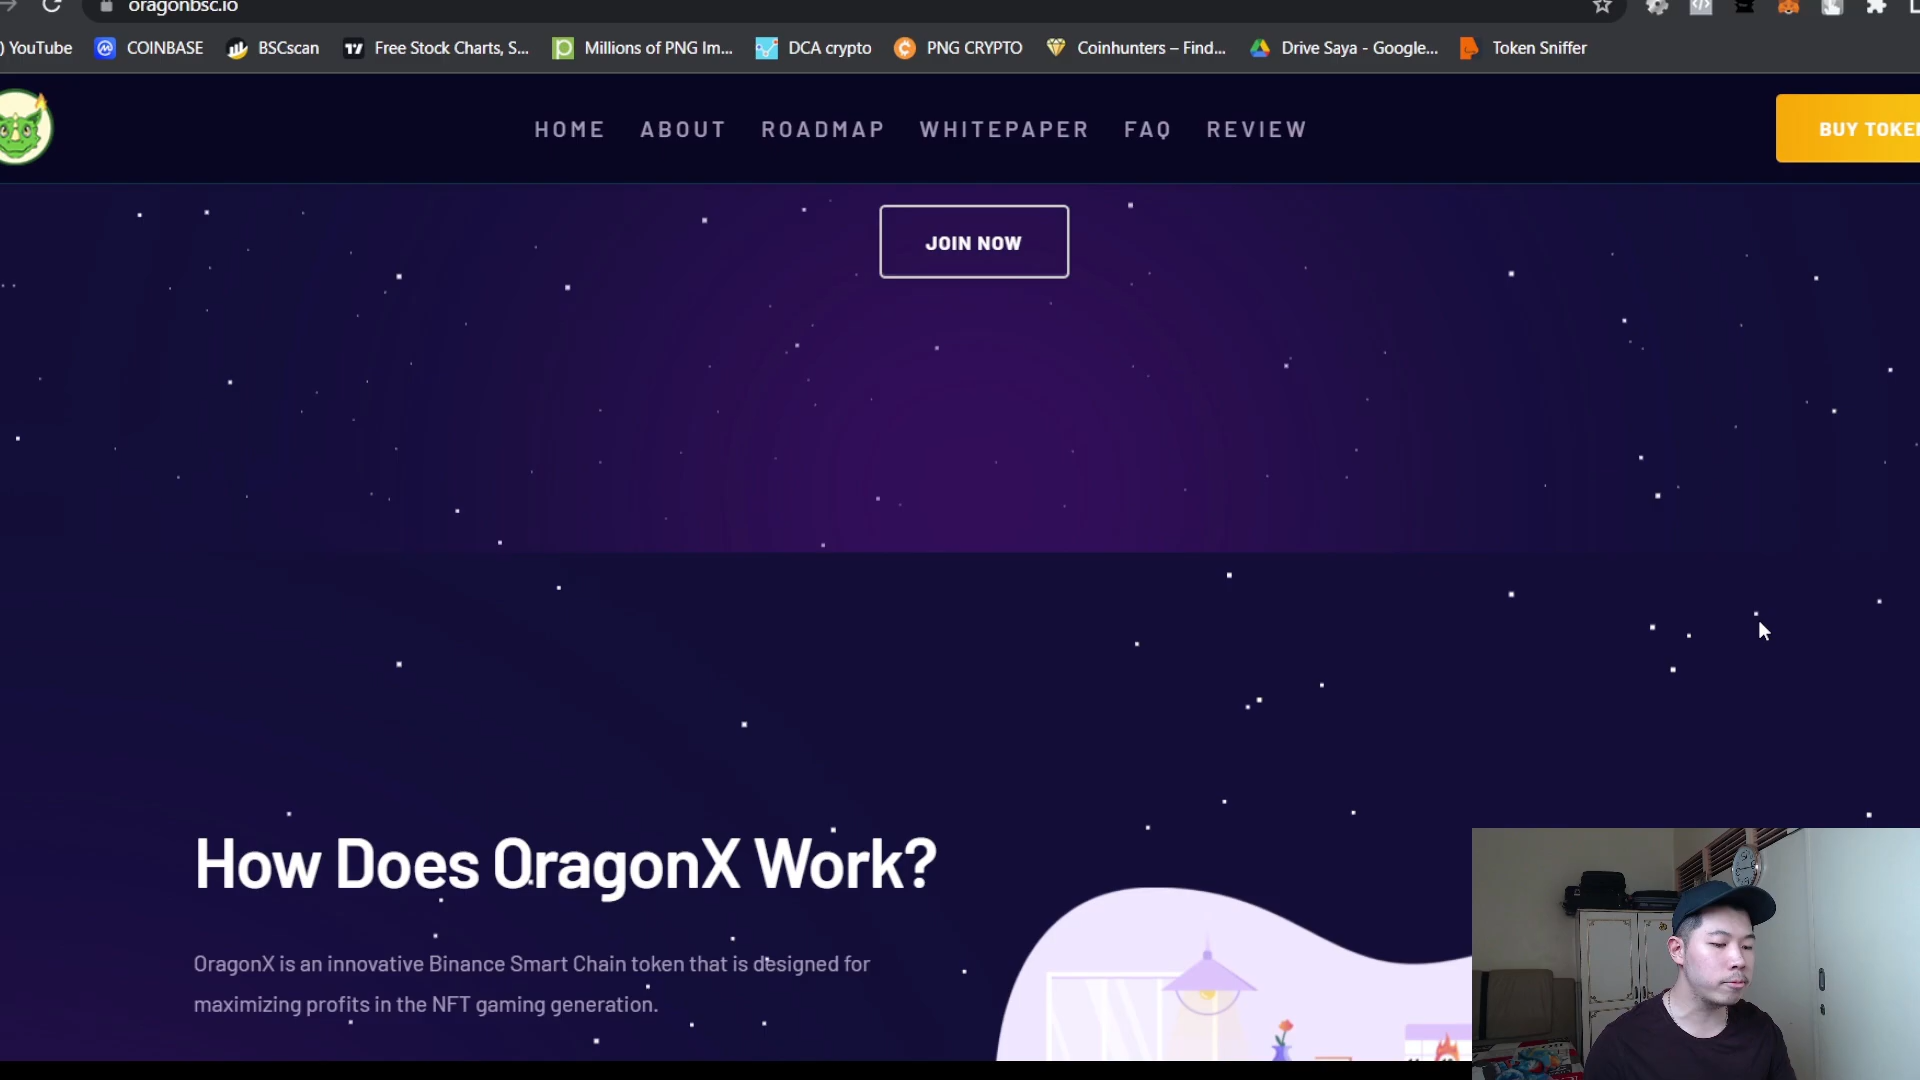 oragonbsc.io
) YouTube COINBASE BSCscan Free Stock Charts, S... Millions of PNG Im... DCA crypto PNG CRYPTO Coinhunters – Find... Drive Saya - Google... Token Sniffer
HOME ABOUT ROADMAP WHITEPAPER FAQ REVIEW
BUY TOKE
JOIN NOW
How Does OragonX Work?
OragonX is an innovative Binance Smart Chain token that is designed for
maximizing profits in the NFT gaming generation.